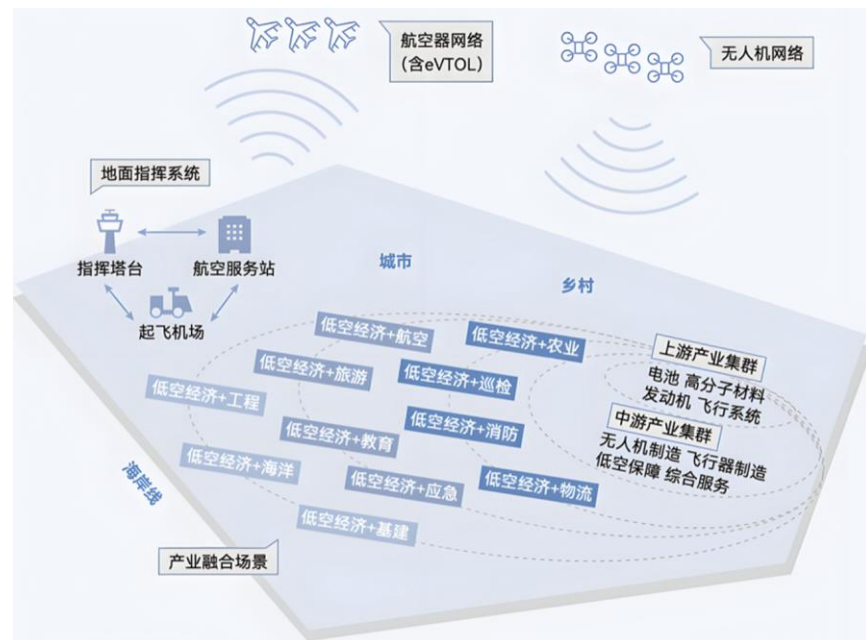 航空器网络
(含eVTOL)
无人机网络
地面指挥系统
指挥塔台
航空服务站
起飞机场
城市
乡村
低空经济+航空
低空经济+农业
低空经济+旅游
低空经济+巡检
低空经济+工程
低空经济+消防
低空经济+教育
低空经济+海洋
低空经济+应急
低空经济+物流
低空经济+基建
上游产业集群
电池 高分子材料
发动机 飞行系统
中游产业集群
无人机制造 飞行器制造
低空保障 综合服务
海岸线
产业融合场景